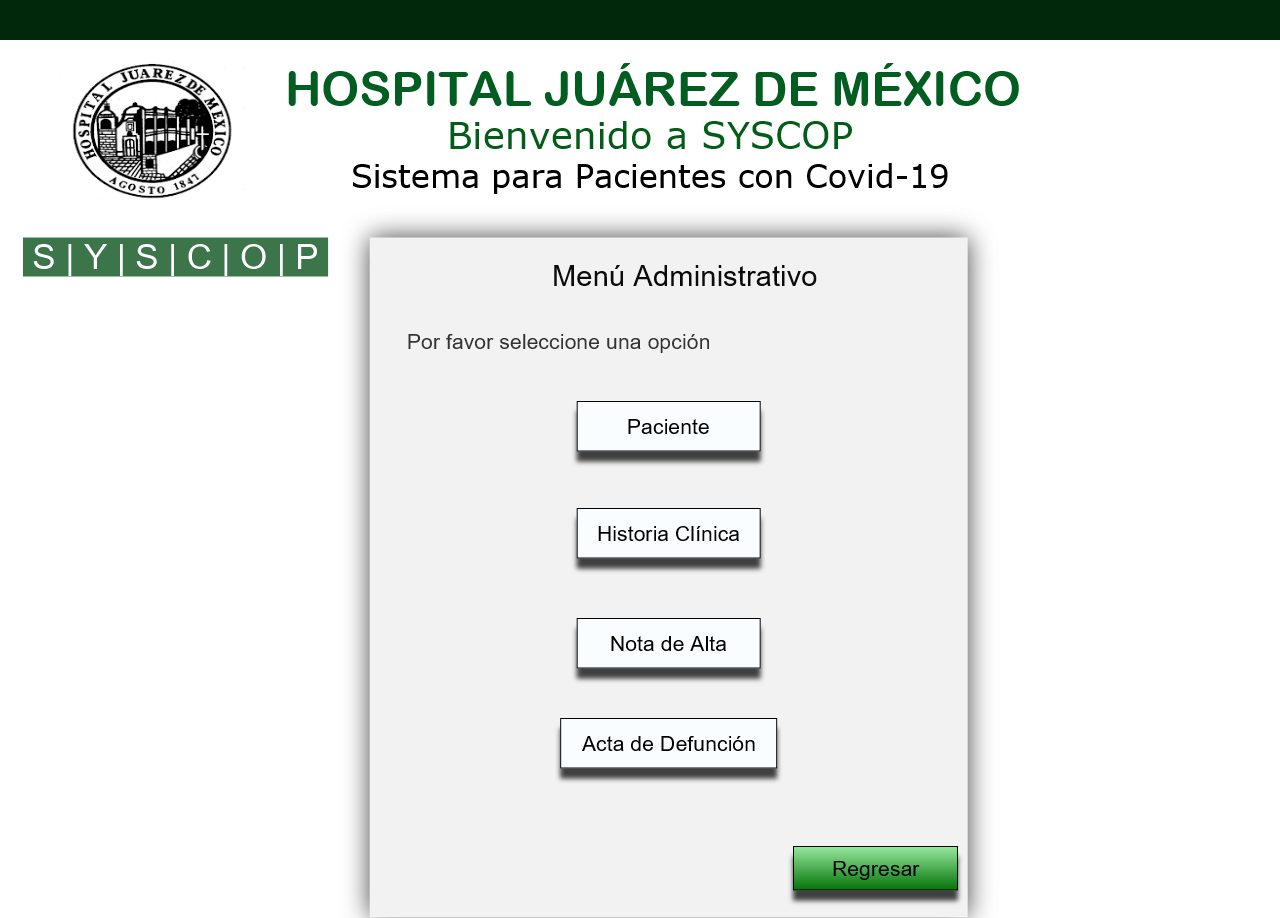 HOSPITAL JUAREZ DE MEXICO
AGOSTO 1847
HOSPITAL JUÁREZ DE MÉXICO
Bienvenido a SYSCOP
Sistema para Pacientes con Covid-19
S | Y | S | C | O | P
Menú Administrativo
Por favor seleccione una opción
Paciente
Historia Clínica
Nota de Alta
Acta de Defunción
Regresar